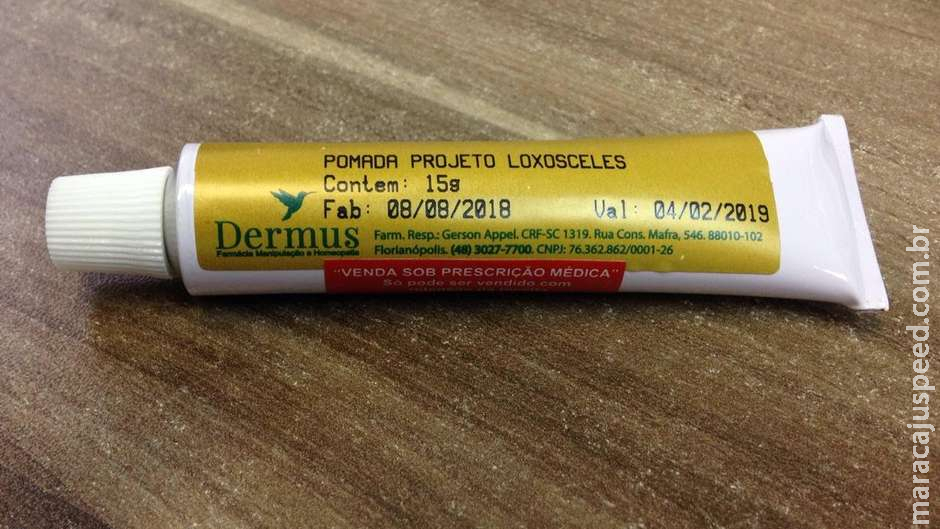 POMADA PROJETO LOXOSCELES
Contem: 15g
Fab: 08/08/2018 Val: 04/02/2019
Dermus
Farmácia Manipulação e Homeopatia
Farm. Resp.: Gerson Appel. CRF-SC 1319. Rua Cons. Mafra, 546. 88010-102
Florianópolis. (48) 3027-7700. CNPJ: 76.362.862/0001-26
"VENDA SOB PRESCRIÇÃO MÉDICA"
Só pode ser vendido com
maracajuspeed.com.br